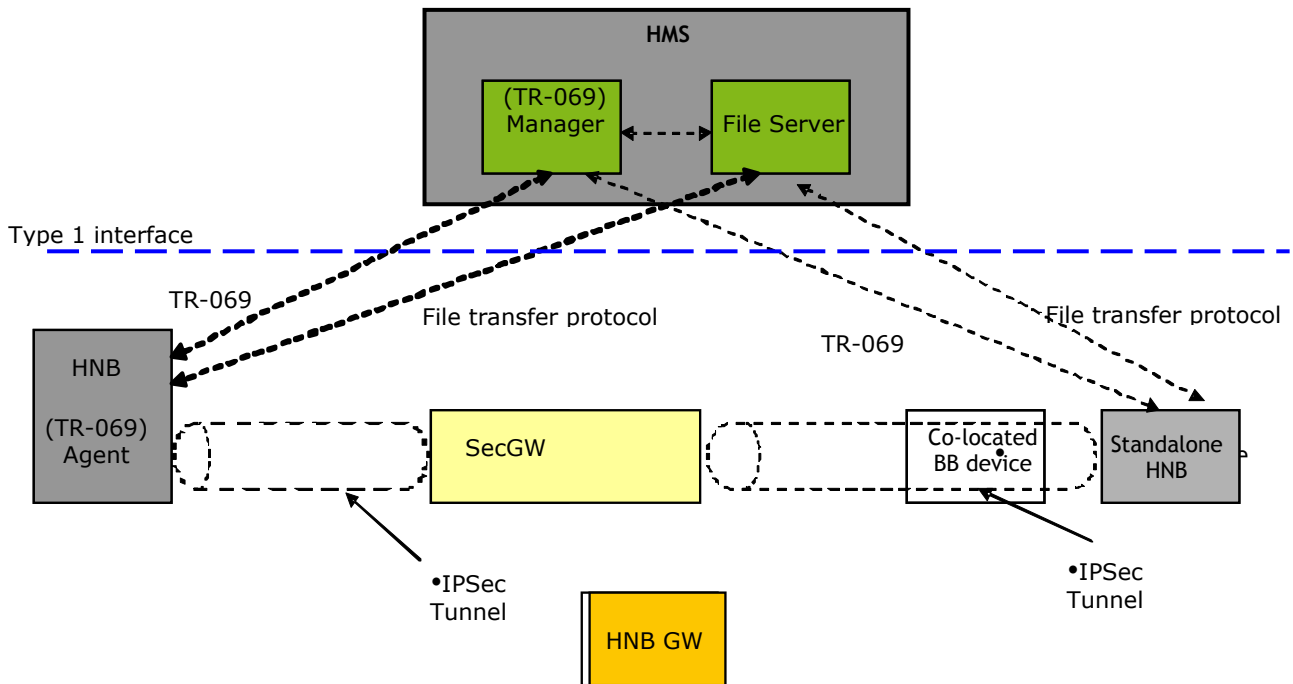 HMS
(TR-069)
Manager
File Server
Type 1 interface
TR-069
File transfer protocol
File transfer protocol
TR-069
HNB
(TR-069)
Agent
SecGW
Co-located
BB device
Standalone
HNB
•IPSec
Tunnel
•IPSec
Tunnel
HNB GW